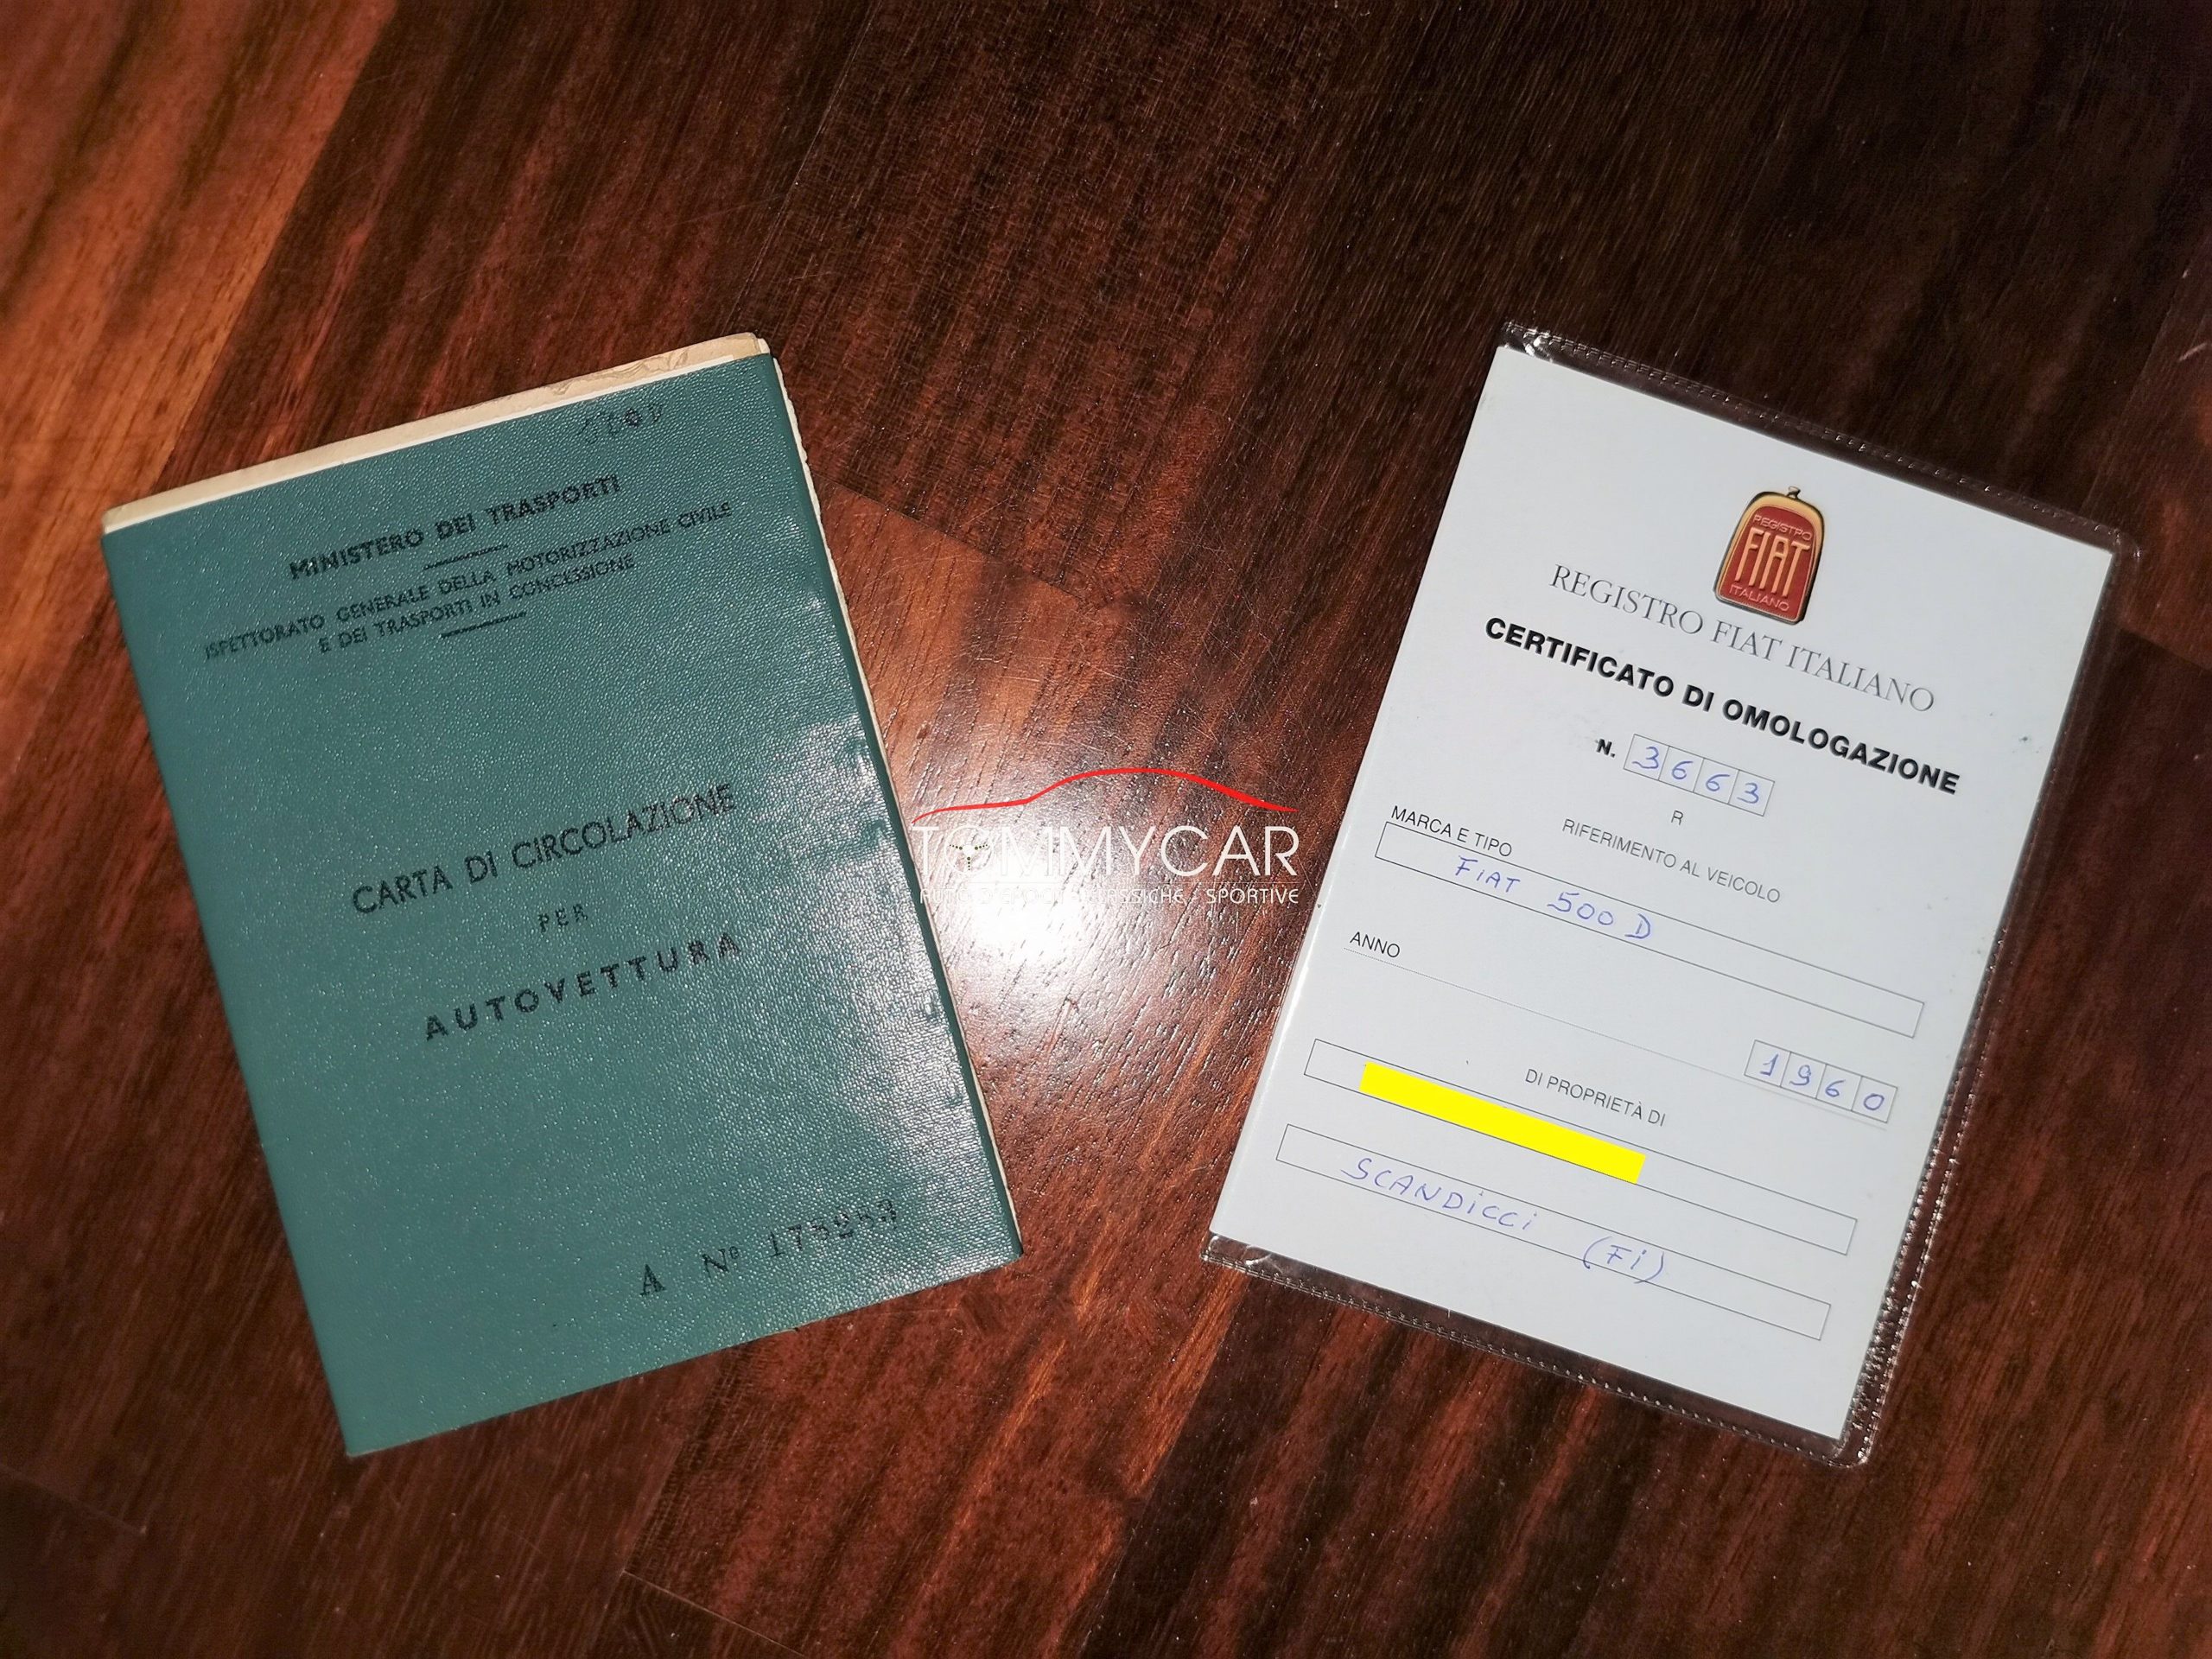 MINISTERO DEI TRASPORTI
ISPETTORATO GENERALE DELLA MOTORIZZAZIONE CIVILE
E DEI TRASPORTI IN CONCESSIONE
CARTA DI CIRCOLAZIONE
PER
AUTOVETTURA
A Nº
TOMMYCAR
CLASSICHE - SPORTIVE
REGISTRO
FIAT
ITALIANO
REGISTRO FIAT ITALIANO
CERTIFICATO DI OMOLOGAZIONE
N. 3663
R
RIFERIMENTO AL VEICOLO
MARCA E TIPO
FIAT 500 D
ANNO
1960
DI PROPRIETÀ DI
SCANDICCI (Fi)